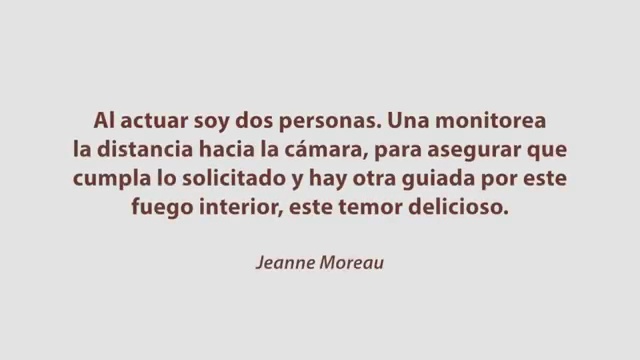 Al actuar soy dos personas. Una monitorea
la distancia hacia la cámara, para asegurar que
cumpla lo solicitado y hay otra guiada por este
fuego interior, este temor delicioso.
Jeanne Moreau